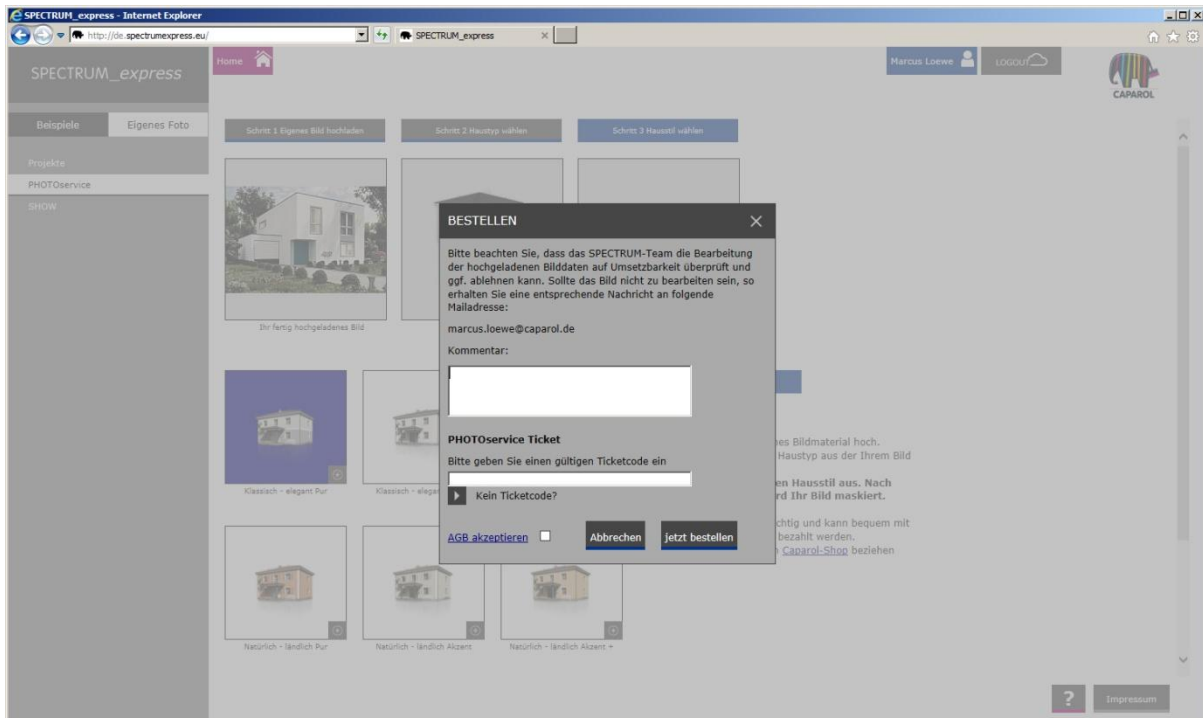 SPECTRUM_express - Internet Explorer
http://de.spectrumexpress.eu/
SPECTRUM_express
SPECTRUM_express
Home
Marcus Loewe
LOGOUT
CAPAROL
Beispiele
Eigenes Foto
Projekte
PHOTOservice
SHOW
Schritt 1 Eigenes Bild hochladen
Schritt 2 Haustyp wählen
Schritt 3 Hausstil wählen
Ihr fertig hochgeladenes Bild
BESTELLEN
Bitte beachten Sie, dass das SPECTRUM-Team die Bearbeitung
der hochgeladenen Bilddaten auf Umsetzbarkeit überprüft und
ggf. ablehnen kann. Sollte das Bild nicht zu bearbeiten sein, so
erhalten Sie eine entsprechende Nachricht an folgende
Mailadresse:
marcus.loewe@caparol.de
Kommentar:
PHOTOservice Ticket
Bitte geben Sie einen gültigen Ticketcode ein
Kein Ticketcode?
AGB akzeptieren
Abbrechen
jetzt bestellen
Klassisch - elegant Pur
Klassisch - elegan
Natürlich - ländlich Pur
Natürlich - ländlich Akzent
Natürlich - ländlich Akzent +
nes Bildmaterial hoch.
Haustyp aus der Ihrem Bild
en Hausstil aus. Nach
rd Ihr Bild maskiert.
chtig und kann bequem mit
bezahlt werden.
Caparol-Shop beziehen
?
Impressum